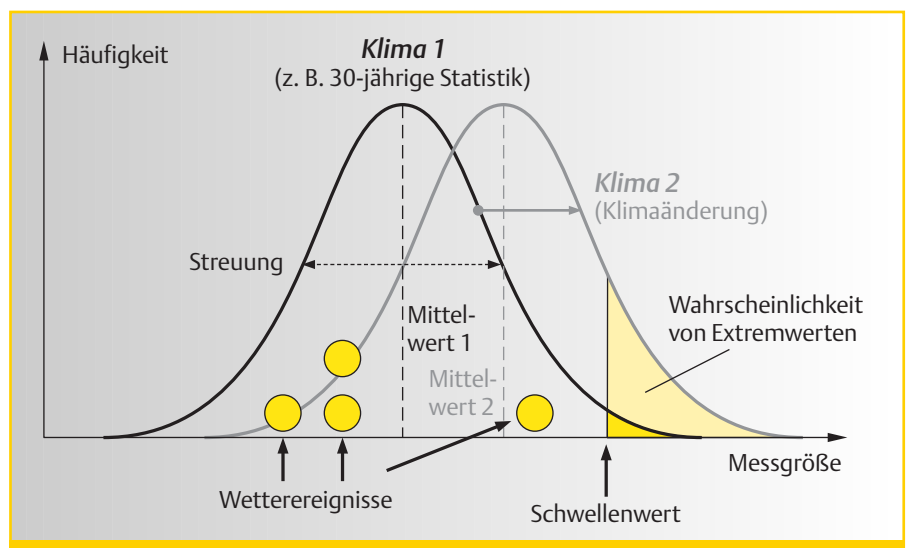 Häufigkeit
Klima 1
(z. B. 30-jährige Statistik)
Klima 2
(Klimaänderung)
Streuung
Mittel-
wert 1
Mittel-
wert 2
Wahrscheinlichkeit
von Extremwerten
Messgröße
Wetterereignisse
Schwellenwert